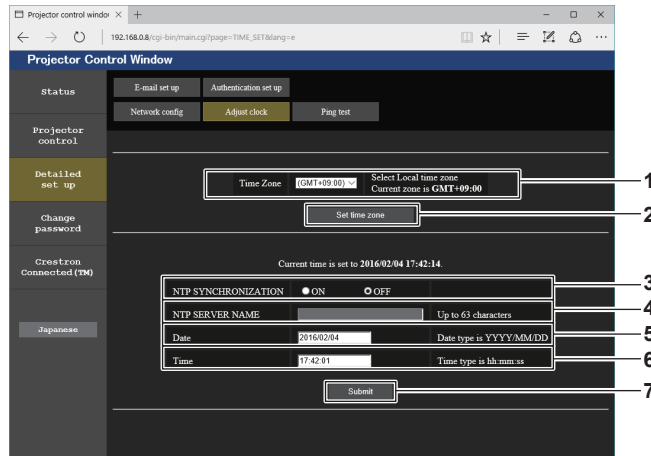 Projector control window
192.168.0.8/cgi-bin/main.cgi?page=TIME_SET&lang=e
Projector Control Window
Status
E-mail set up
Authentication set up
Network config
Adjust clock
Ping test
Projector
control
Detailed
set up
Change
password
Crestron
Connected(TM)
Japanese
Time Zone
(GMT+09:00)
Select Local time zone
Current zone is GMT+09:00
1
Set time zone
2
Current time is set to 2016/02/04 17:42:14.
NTP SYNCHRONIZATION ON OFF
3
NTP SERVER NAME Up to 63 characters
4
Date 2016/02/04 Date type is YYYY/MM/DD
5
Time 17:42:01 Time type is hh:mm:ss
6
Submit
7